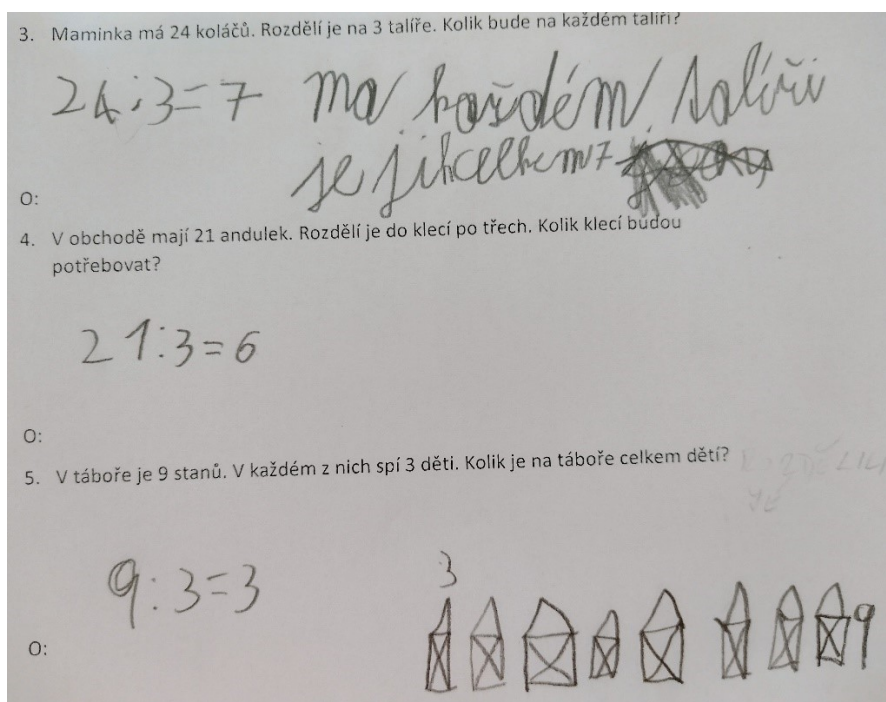 3. Maminka má 24 koláčů. Rozdělí je na 3 talíře. Kolik bude na každém talíři?
24:3=7 na každém talíři
je jich celkem 7
O:
4. V obchodě mají 21 andulek. Rozdělí je do klecí po třech. Kolik klecí budou
potřebovat?
21:3=6
O:
5. V táboře je 9 stanů. V každém z nich spí 3 děti. Kolik je na táboře celkem dětí?
9:3=3
3
9
O: